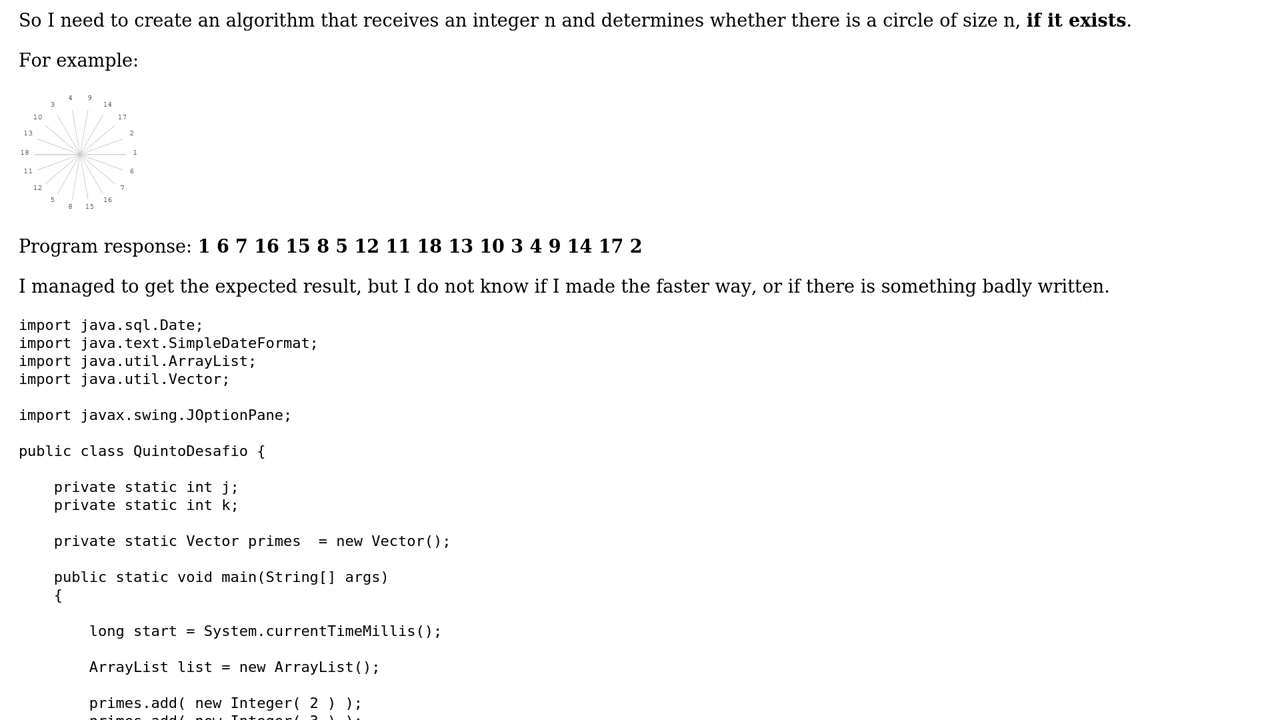 So I need to create an algorithm that receives an integer n and determines whether there is a circle of size n, if it exists.
For example:
4 9
3 14
10 17
13 2
18 1
11 6
12 7
5 16
8 15
Program response: 1 6 7 16 15 8 5 12 11 18 13 10 3 4 9 14 17 2
I managed to get the expected result, but I do not know if I made the faster way, or if there is something badly written.
import java.sql.Date;
import java.text.SimpleDateFormat;
import java.util.ArrayList;
import java.util.Vector;
import javax.swing.JOptionPane;
public class QuintoDesafio {
private static int j;
private static int k;
private static Vector primes  = new Vector();
public static void main(String[] args)
{
long start = System.currentTimeMillis();
ArrayList list = new ArrayList();
primes.add( new Integer( 2 ) );
primes.add( new Integer( 3 ) );